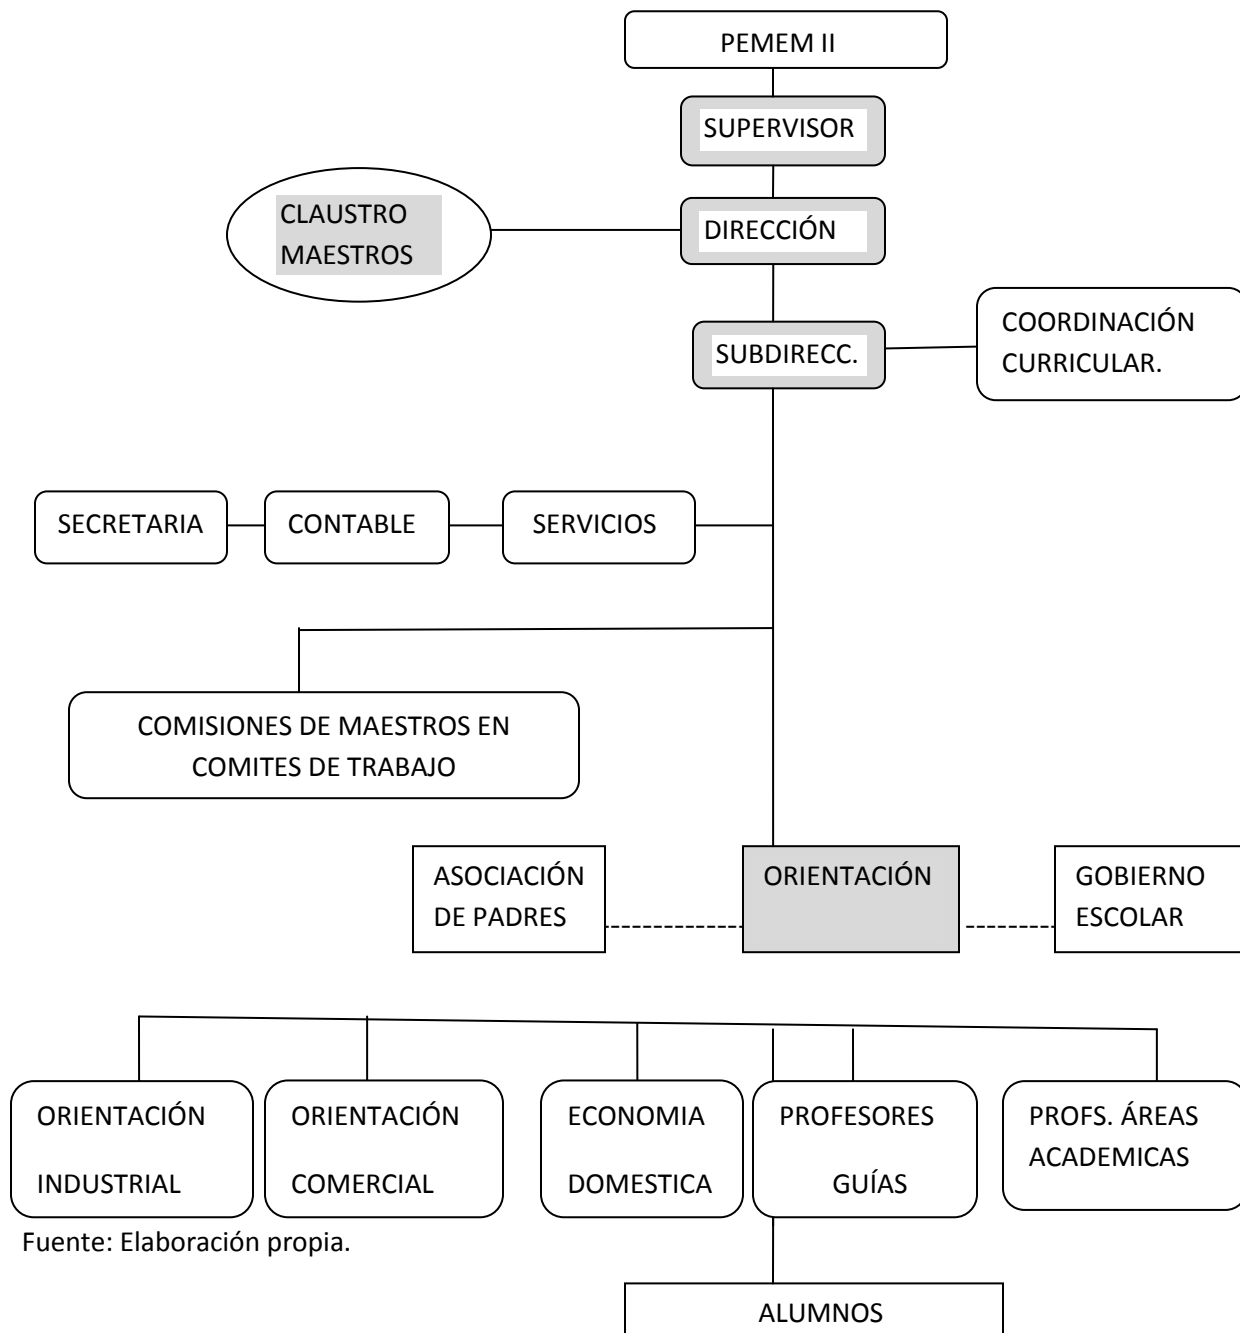 PEMEM II
SUPERVISOR
CLAUSTRO
MAESTROS
DIRECCIÓN
SUBDIRECC.
COORDINACIÓN
CURRICULAR.
SECRETARIA
CONTABLE
SERVICIOS
COMISIONES DE MAESTROS EN
COMITES DE TRABAJO
ASOCIACIÓN
DE PADRES
ORIENTACIÓN
GOBIERNO
ESCOLAR
ORIENTACIÓN
INDUSTRIAL
ORIENTACIÓN
COMERCIAL
ECONOMIA
DOMESTICA
PROFESORES
GUÍAS
PROFS. ÁREAS
ACADEMICAS
Fuente: Elaboración propia.
ALUMNOS